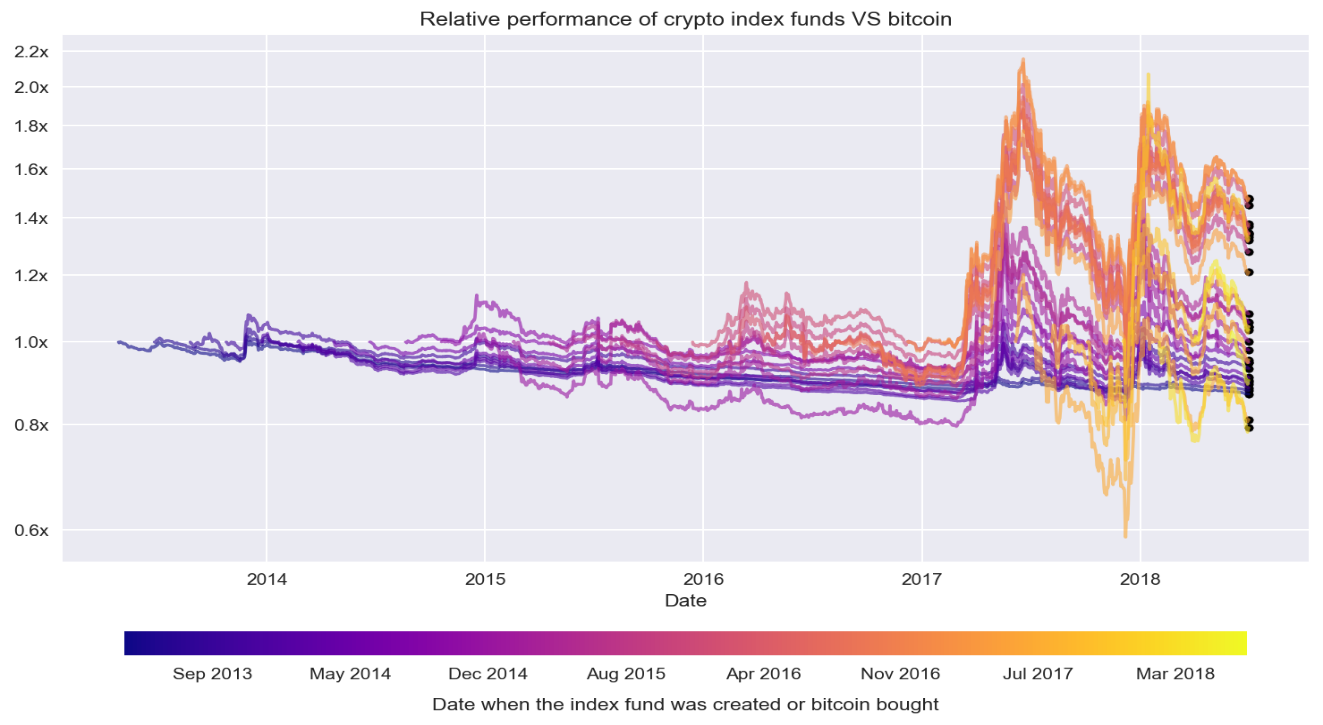 Relative performance of crypto index funds VS bitcoin
2.2x
2.0x
1.8x
1.6x
1.4x
1.2x
1.0x
0.8x
0.6x
2014 2015 2016 2017 2018
Date
Sep 2013 May 2014 Dec 2014 Aug 2015 Apr 2016 Nov 2016 Jul 2017 Mar 2018
Date when the index fund was created or bitcoin bought